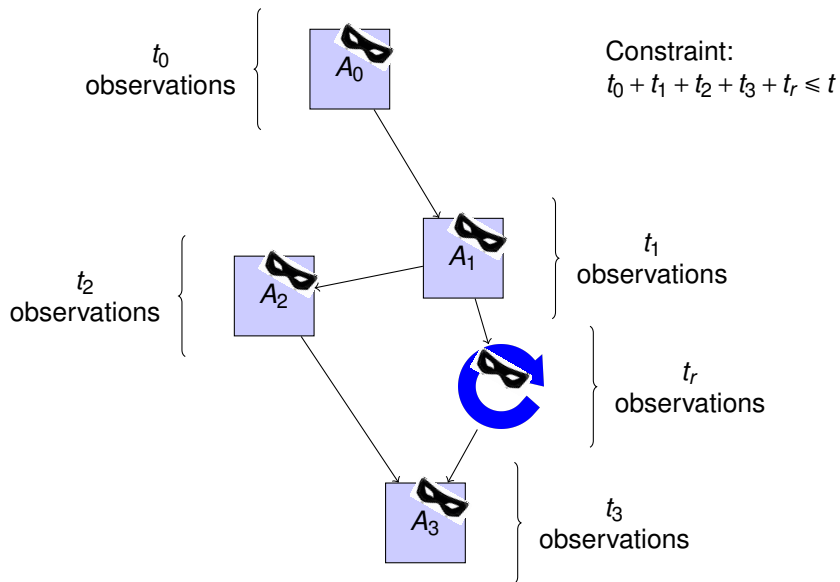 t₀
observations
A₀
Constraint:
t₀ + t₁ + t₂ + t₃ + tᵣ ⩽ t
A₁
t₁
observations
t₂
observations
A₂
tᵣ
observations
A₃
t₃
observations